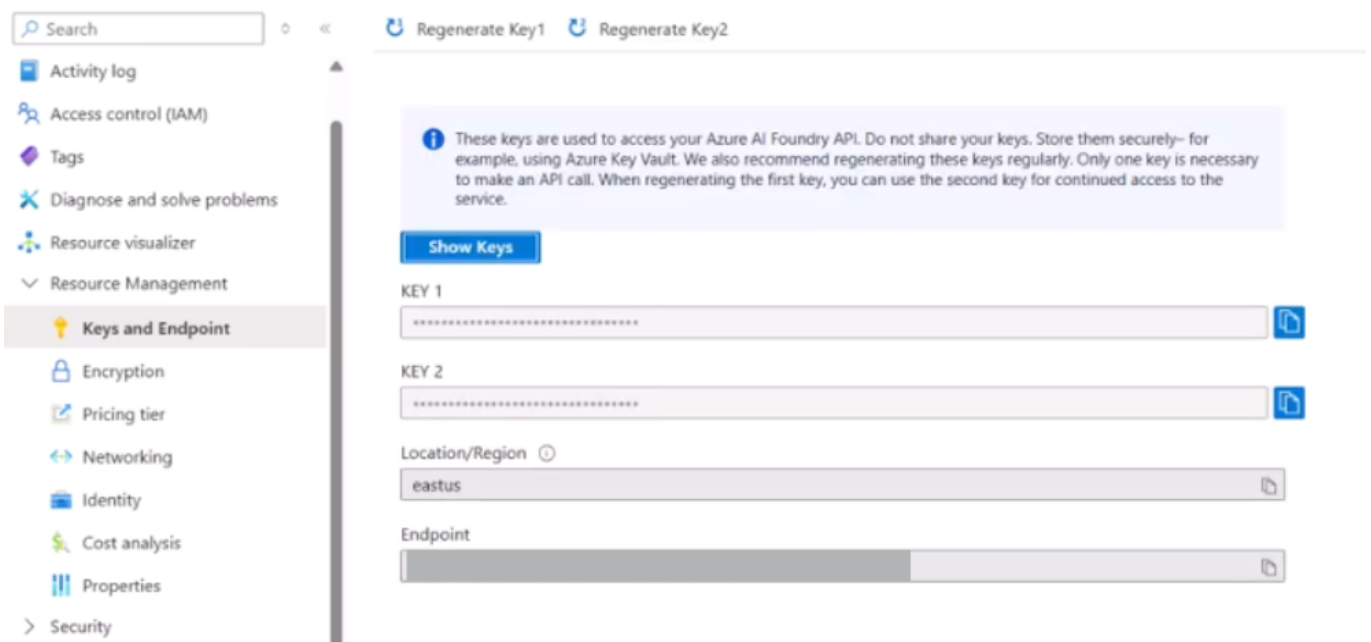 Search
Activity log
Access control (IAM)
Tags
Diagnose and solve problems
Resource visualizer
Resource Management
Keys and Endpoint
Encryption
Pricing tier
Networking
Identity
Cost analysis
Properties
Security
Regenerate Key1
Regenerate Key2
These keys are used to access your Azure AI Foundry API. Do not share your keys. Store them securely– for
example, using Azure Key Vault. We also recommend regenerating these keys regularly. Only one key is necessary
to make an API call. When regenerating the first key, you can use the second key for continued access to the
service.
Show Keys
KEY 1
KEY 2
Location/Region
eastus
Endpoint